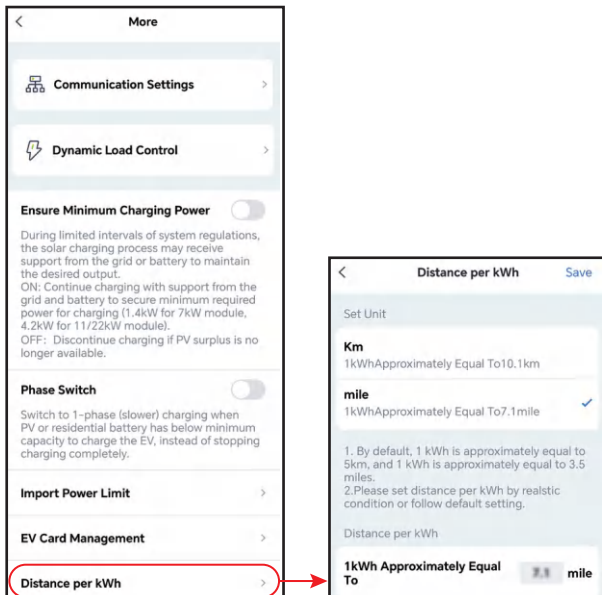 More
Communication Settings
Dynamic Load Control
Ensure Minimum Charging Power
During limited intervals of system regulations,
the solar charging process may receive
support from the grid or battery to maintain
the desired output.
ON: Continue charging with support from the
grid and battery to secure minimum required
power for charging (1.4kW for 7kW module,
4.2kW for 11/22kW module).
OFF: Discontinue charging if PV surplus is no
longer available.
Phase Switch
Switch to 1-phase (slower) charging when
PV or residential battery has below minimum
capacity to charge the EV, instead of stopping
charging completely.
Import Power Limit
EV Card Management
Distance per kWh
Distance per kWh Save
Set Unit
Km
1kWhApproximately Equal To10.1km
mile
1kWhApproximately Equal To7.1mile
1. By default, 1 kWh is approximately equal to
5km, and 1 kWh is approximately equal to 3.5
miles.
2.Please set distance per kWh by realstic
condition or follow default setting.
Distance per kWh
1kWh Approximately Equal
To 7.1 mile